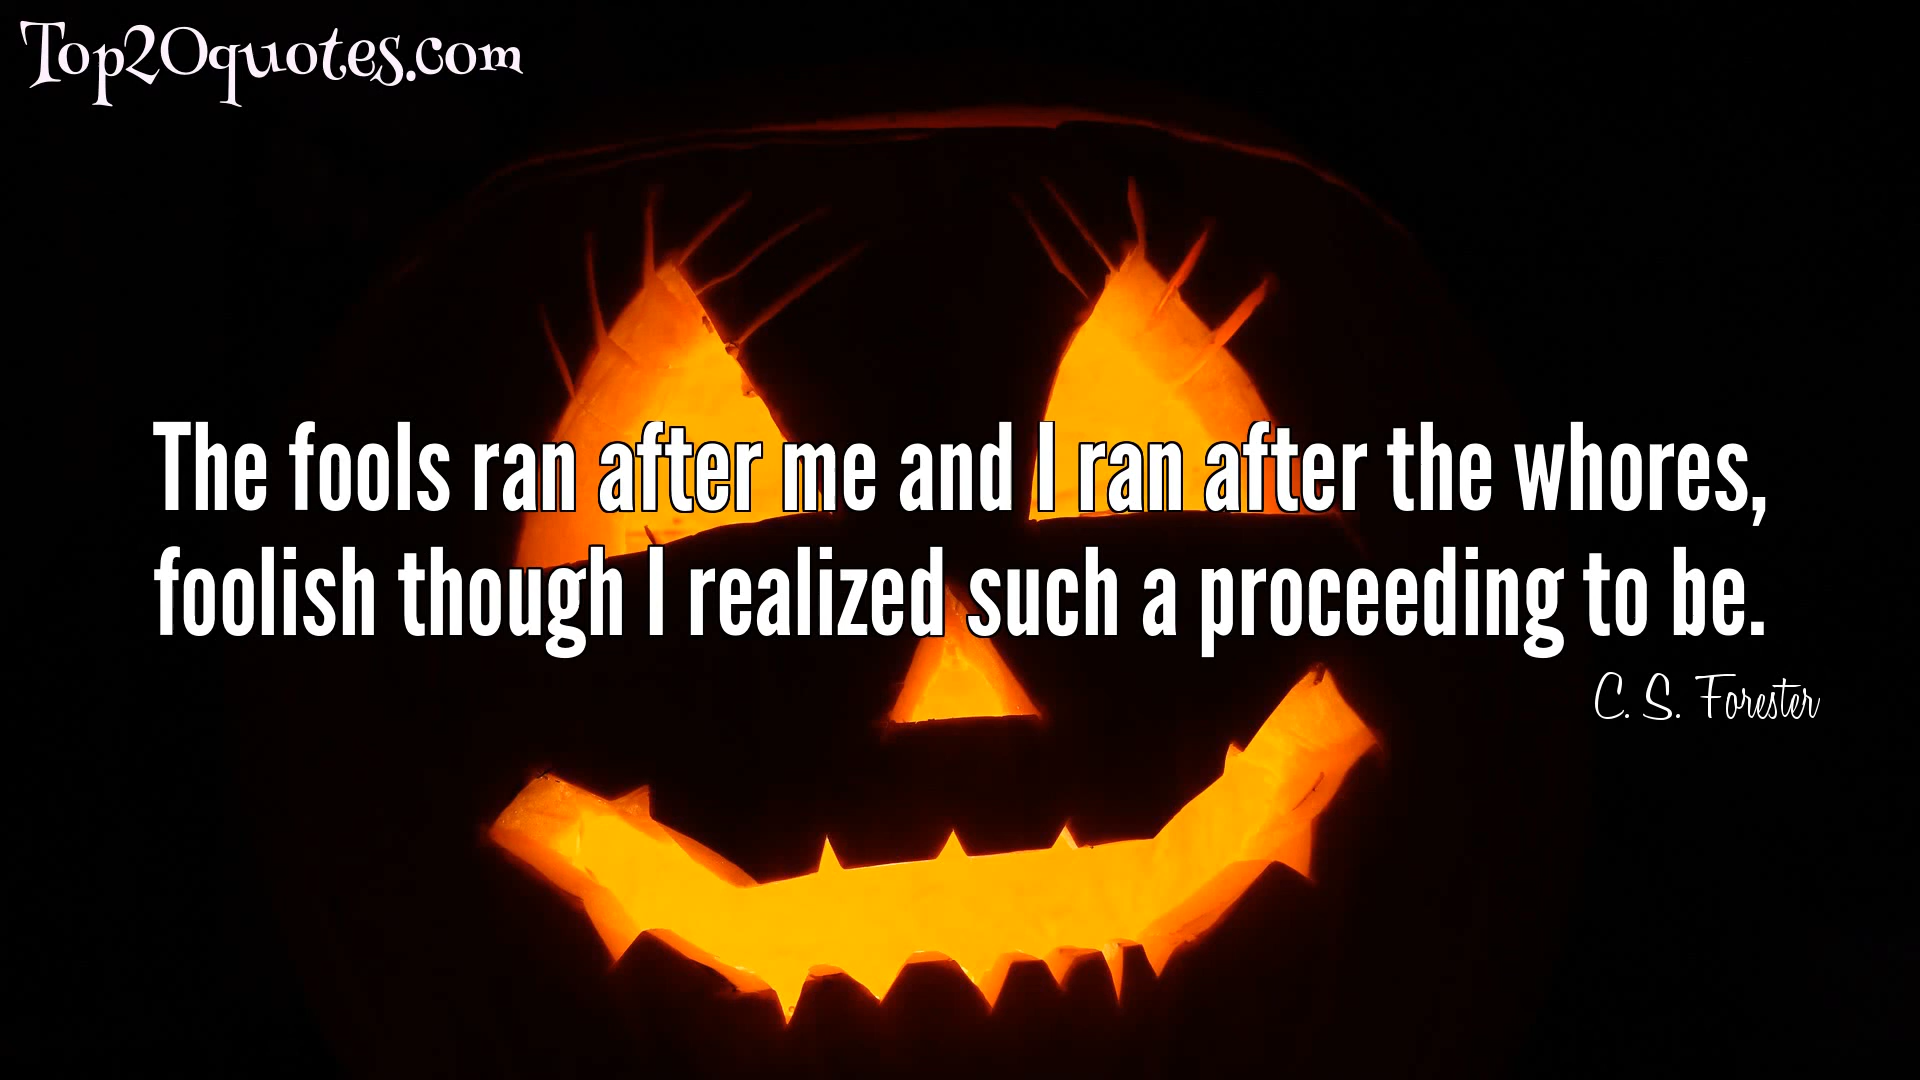 Top20quotes.com
The fools ran after me and I ran after the whores,
foolish though I realized such a proceeding to be.
C. S. Forester